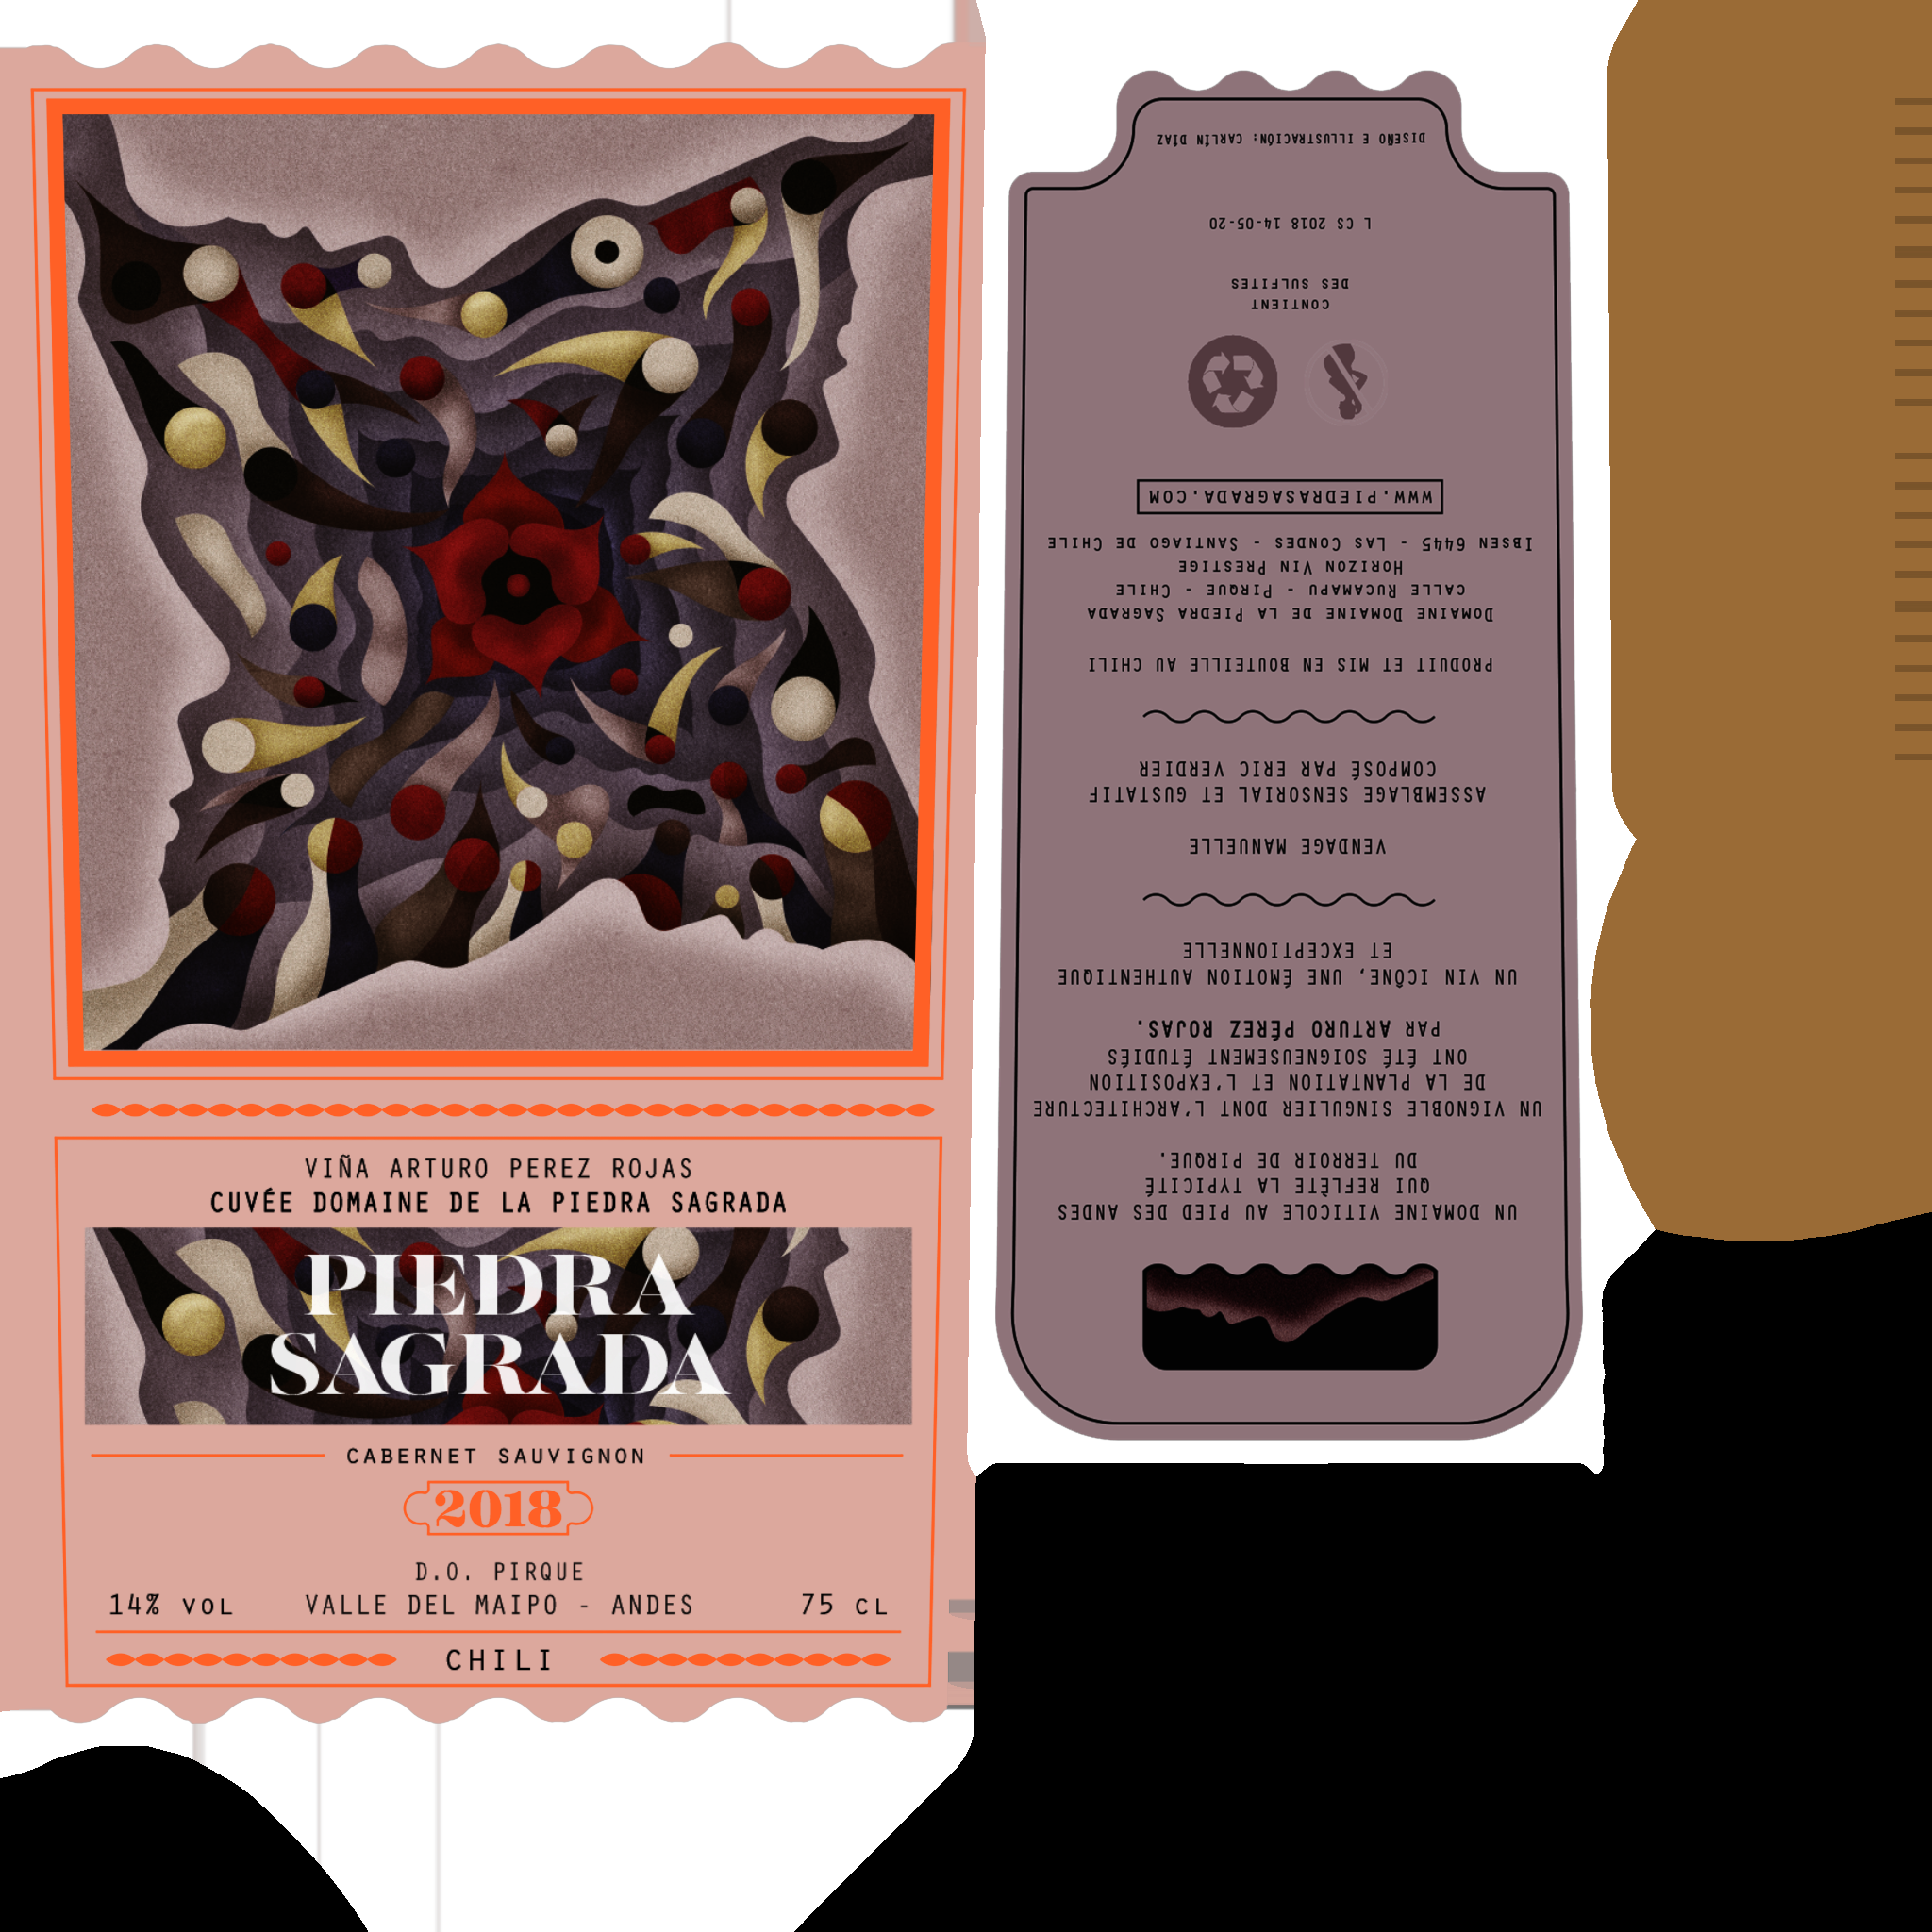 VIÑA ARTURO PEREZ ROJAS
CUVÉE DOMAINE DE LA PIEDRA SAGRADA
PIEDRA
SAGRADA
CABERNET SAUVIGNON
2018
D.O. PIRQUE
14% VOL VALLE DEL MAIPO - ANDES 75 CL
CHILI
UN DOMAINE VITICOLE AU PIED DES ANDES
QUI REFLÈTE LA TYPICITÉ
DU TERROIR DE PIRQUE.
UN VIGNOBLE SINGULIER DONT L'ARCHITECTURE
DE LA PLANTATION ET L'EXPOSITION
ONT ÉTÉ SOIGNEUSEMENT ÉTUDIÉS
PAR ARTURO PÉREZ ROJAS.
UN VIN ICÔNE, UNE ÉMOTION AUTHENTIQUE
ET EXCEPTIONNELLE
VENDAGE MANUELLE
ASSEMBLAGE SENSORIAL ET GUSTATIF
COMPOSÉ PAR ERIC VERDIER
PRODUIT ET MIS EN BOUTEILLE AU CHILI
DOMAINE DOMAINE DE LA PIEDRA SAGRADA
CALLE RUCAMAPU - PIRQUE - CHILE
HORIZON VIN PRESTIGE
IBSEN 6445 - LAS CONDES - SANTIAGO DE CHILE
WWW.PIEDRASAGRADA.COM
CONTIENT
DES SULFITES
L CS 2018 14-05-20
DISEÑO E ILLUSTRACIÓN: CARLÍN DÍAZ